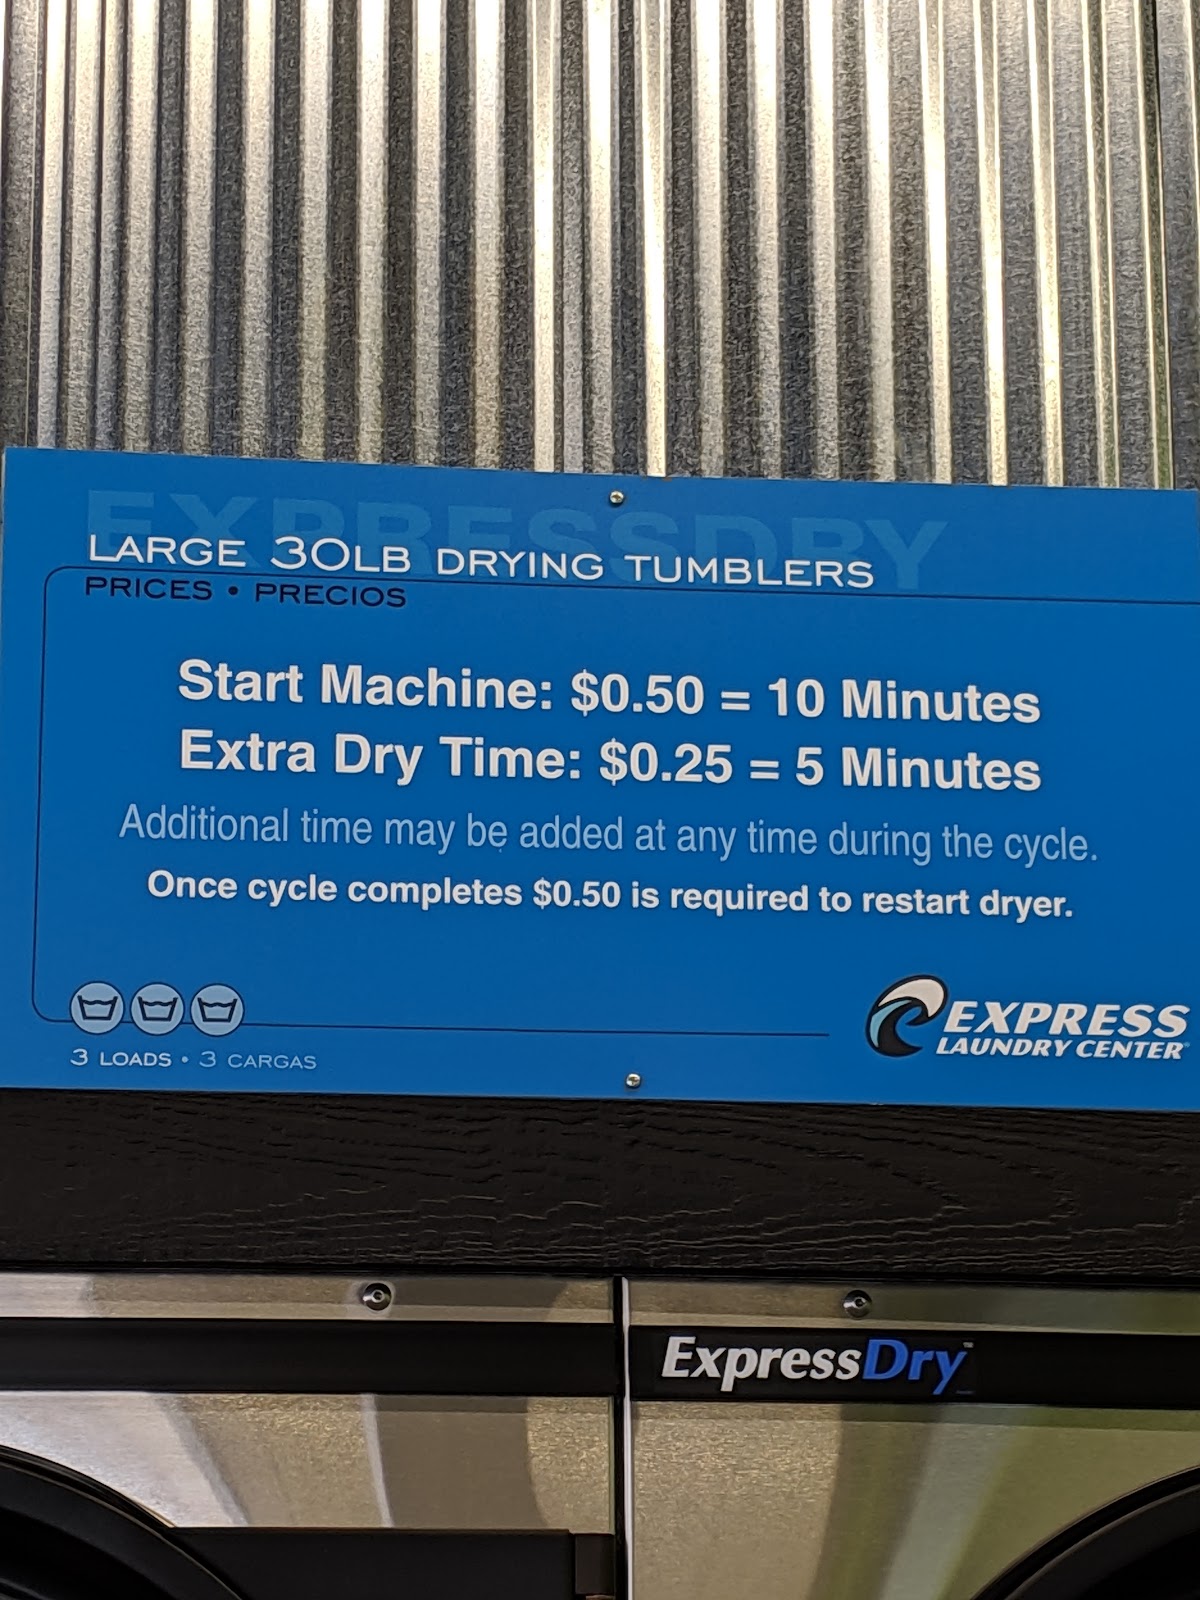 EXPRESSDRY
LARGE 30LB DRYING TUMBLERS
PRICES • PRECIOS
Start Machine: $0.50 = 10 Minutes
Extra Dry Time: $0.25 = 5 Minutes
Additional time may be added at any time during the cycle.
Once cycle completes $0.50 is required to restart dryer.
3 LOADS • 3 CARGAS
EXPRESS
LAUNDRY CENTER
ExpressDry™